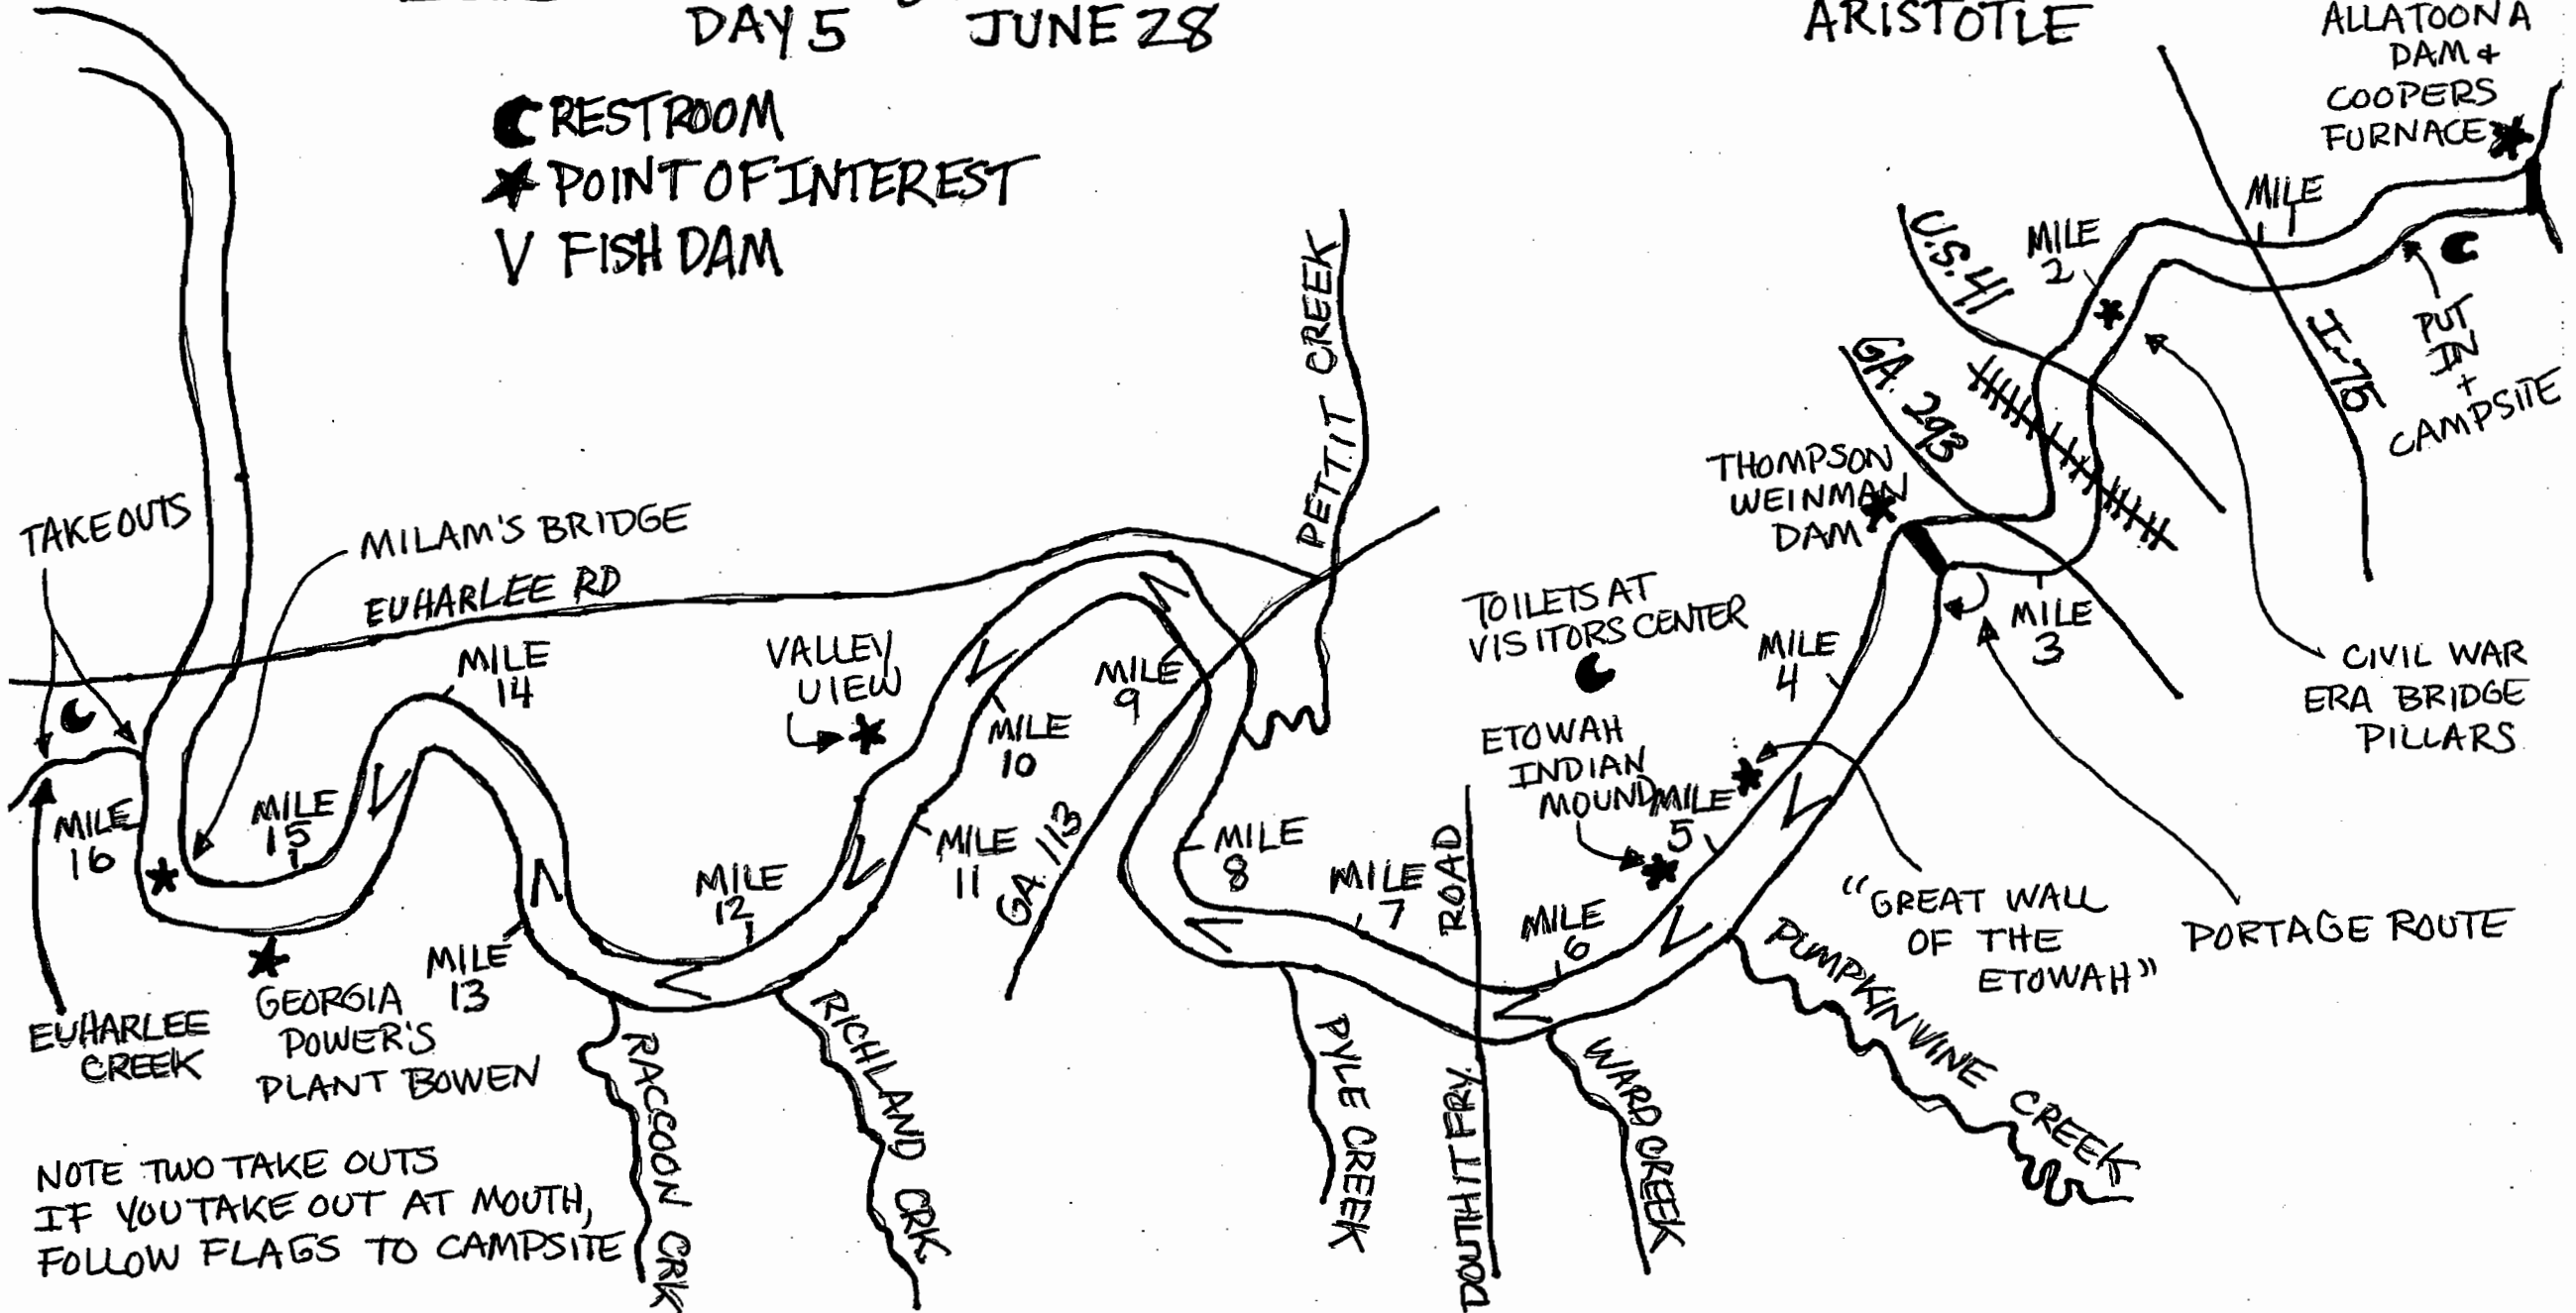 DAY 5 JUNE 28
ARISTOTLE
ALLATOONA
DAM &
COOPERS
FURNACE
RESTROOM
POINT OF INTEREST
V FISH DAM
MILE
1
MILE
2
U.S. 41
GA. 293
I-75
PUT
IN
+
CAMPSITE
PETTIT CREEK
THOMPSON
WEINMAN
DAM
MILE
3
CIVIL WAR
ERA BRIDGE
PILLARS
TAKEOUTS
MILAM'S BRIDGE
EUHARLEE RD
TOILETS AT
VISITORS CENTER
MILE
4
ETOWAH
INDIAN
MOUND
MILE
5
"GREAT WALL
OF THE
ETOWAH"
PORTAGE ROUTE
MILE
14
VALLEY
VIEW
MILE
9
MILE
10
MILE
11
GA. 113
MILE
8
MILE
7
MILE
6
DOUTHIT FRY. ROAD
MILE
16
MILE
15
MILE
12
MILE
13
EUHARLEE
CREEK
GEORGIA
POWER'S
PLANT BOWEN
RACCOON CRK
RICHLAND CRK
PYLE CREEK
WARD CREEK
PUMPKINVINE CREEK
NOTE TWO TAKE OUTS
IF YOU TAKE OUT AT MOUTH,
FOLLOW FLAGS TO CAMPSITE